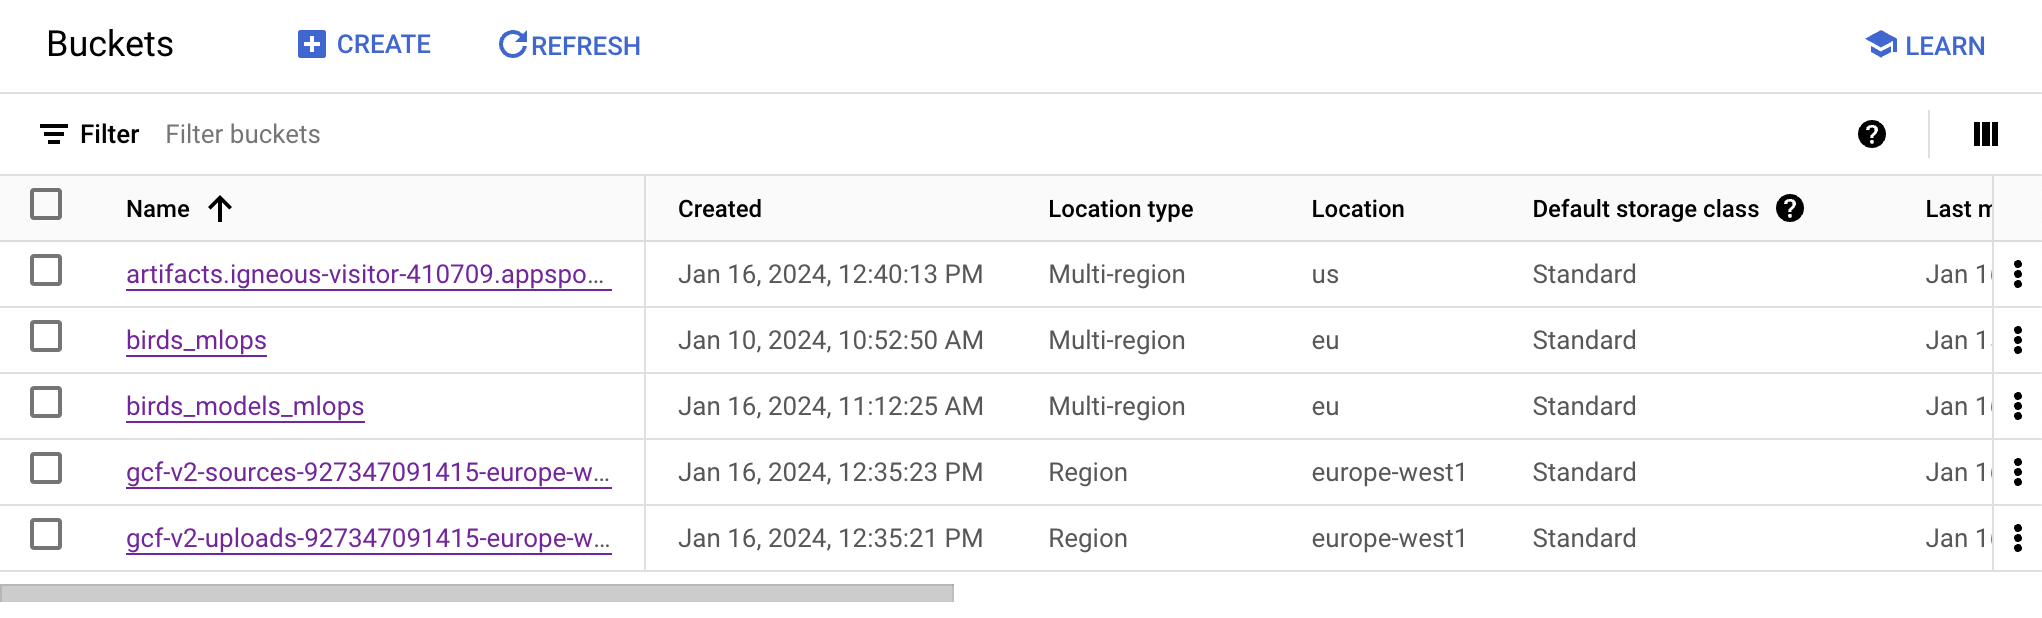 Buckets CREATE REFRESH LEARN
Filter Filter buckets
Name Created Location type Location Default storage class Last m
artifacts.igneous-visitor-410709.appspo... Jan 16, 2024, 12:40:13 PM Multi-region us Standard Jan 16
birds_mlops Jan 10, 2024, 10:52:50 AM Multi-region eu Standard Jan 1
birds_models_mlops Jan 16, 2024, 11:12:25 AM Multi-region eu Standard Jan 16
gcf-v2-sources-927347091415-europe-w... Jan 16, 2024, 12:35:23 PM Region europe-west1 Standard Jan 16
gcf-v2-uploads-927347091415-europe-w... Jan 16, 2024, 12:35:21 PM Region europe-west1 Standard Jan 16